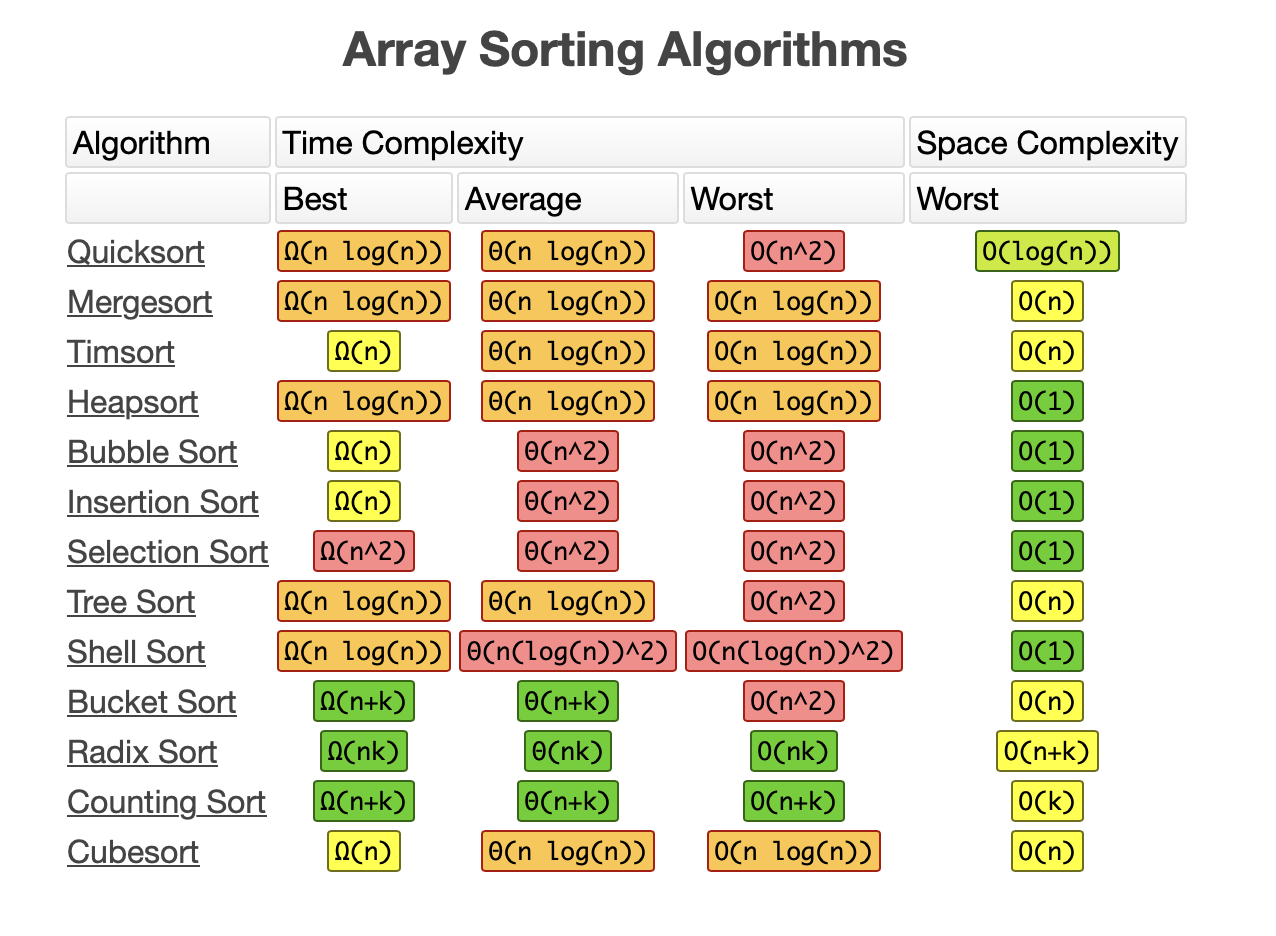 Array Sorting Algorithms
Algorithm Time Complexity Space Complexity
Best Average Worst Worst
Quicksort Ω(n log(n)) Θ(n log(n)) O(n^2) O(log(n))
Mergesort Ω(n log(n)) Θ(n log(n)) O(n log(n)) O(n)
Timsort Ω(n) Θ(n log(n)) O(n log(n)) O(n)
Heapsort Ω(n log(n)) Θ(n log(n)) O(n log(n)) O(1)
Bubble Sort Ω(n) Θ(n^2) O(n^2) O(1)
Insertion Sort Ω(n) Θ(n^2) O(n^2) O(1)
Selection Sort Ω(n^2) Θ(n^2) O(n^2) O(1)
Tree Sort Ω(n log(n)) Θ(n log(n)) O(n^2) O(n)
Shell Sort Ω(n log(n)) Θ(n(log(n))^2) O(n(log(n))^2) O(1)
Bucket Sort Ω(n+k) Θ(n+k) O(n^2) O(n)
Radix Sort Ω(nk) Θ(nk) O(nk) O(n+k)
Counting Sort Ω(n+k) Θ(n+k) O(n+k) O(k)
Cubesort Ω(n) Θ(n log(n)) O(n log(n)) O(n)